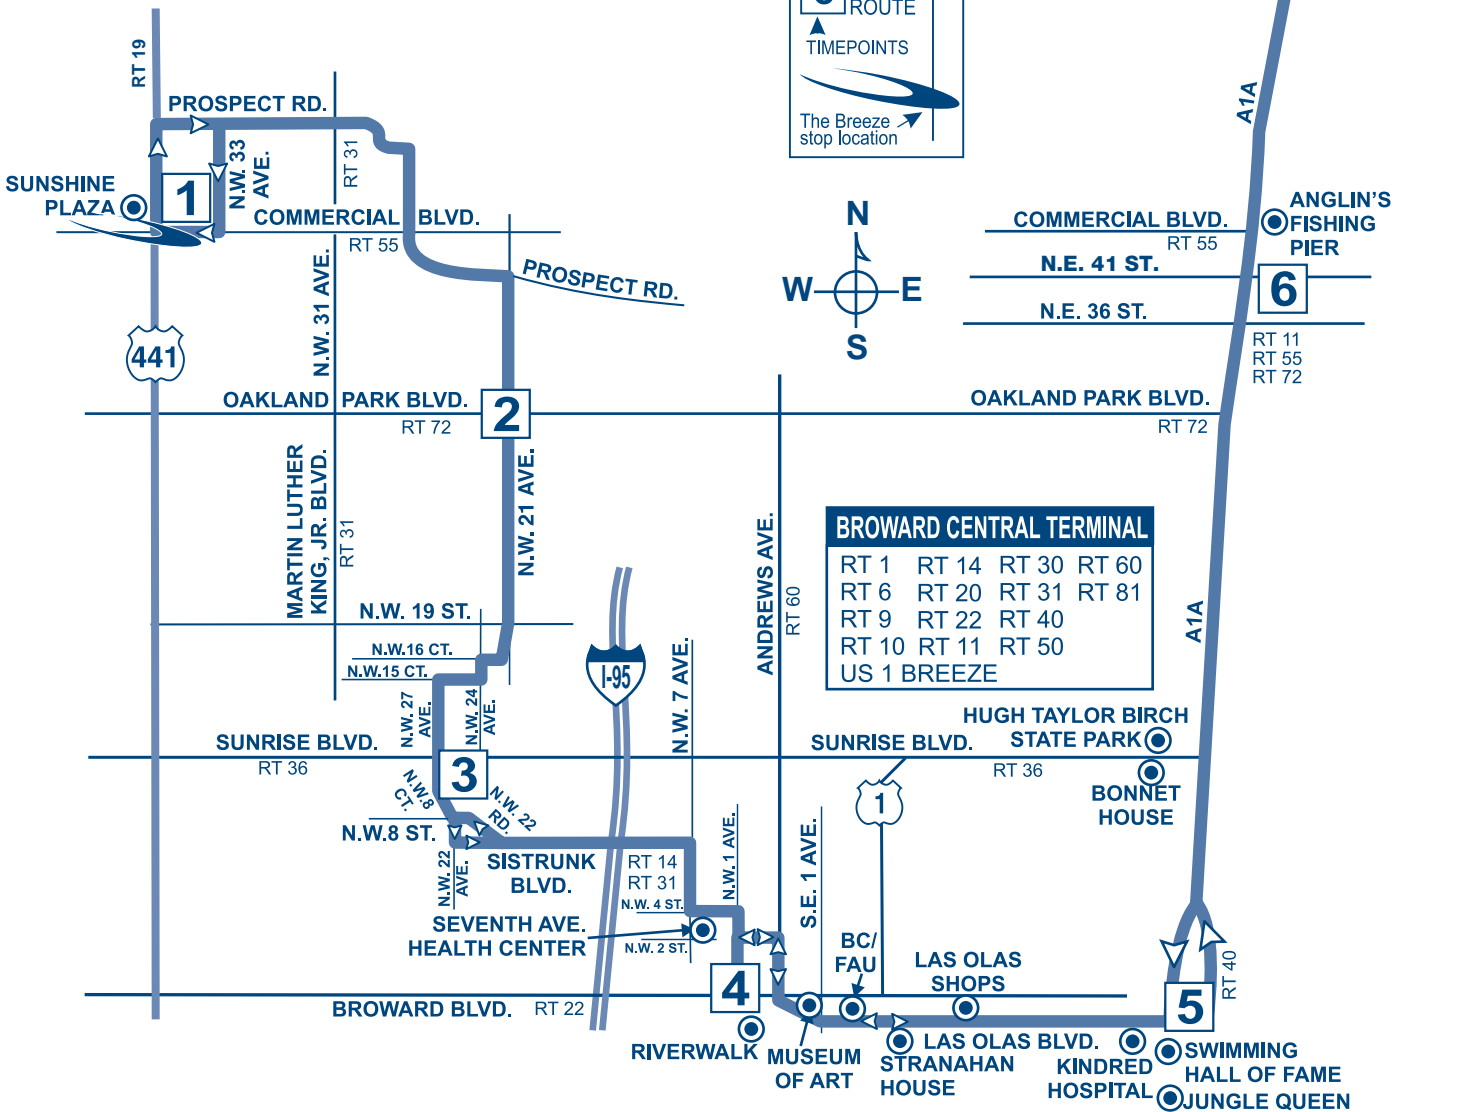 ROUTE
TIMEPOINTS
The Breeze
stop location
RT 19
PROSPECT RD.
N.W. 33
AVE.
RT 31
A1A
SUNSHINE
PLAZA
1
COMMERCIAL BLVD.
RT 55
N.W. 31 AVE.
PROSPECT RD.
N
W
E
S
COMMERCIAL BLVD.
RT 55
ANGLIN'S
FISHING
PIER
N.E. 41 ST.
6
N.E. 36 ST.
RT 11
RT 55
RT 72
441
OAKLAND PARK BLVD.
RT 72
2
OAKLAND PARK BLVD.
RT 72
MARTIN LUTHER
KING, JR. BLVD.
RT 31
N.W. 21 AVE.
ANDREWS AVE.
RT 60
BROWARD CENTRAL TERMINAL
RT 1 RT 14 RT 30 RT 60
RT 6 RT 20 RT 31 RT 81
RT 9 RT 22 RT 40
RT 10 RT 11 RT 50
US 1 BREEZE
A1A
N.W. 19 ST.
N.W.16 CT.
N.W.15 CT.
I-95
N.W. 7 AVE.
N.W. 27
AVE.
N.W. 24
AVE.
SUNRISE BLVD.
RT 36
3
SUNRISE BLVD.
RT 36
HUGH TAYLOR BIRCH
STATE PARK
BONNET
HOUSE
1
N.W.8
CT.
N.W. 22
RD.
N.W.8 ST.
N.W. 22
AVE.
SISTRUNK
BLVD.
RT 14
RT 31
N.W. 1 AVE.
S.E. 1 AVE.
N.W. 4 ST.
SEVENTH AVE.
HEALTH CENTER
N.W. 2 ST.
BC/
FAU
LAS OLAS
SHOPS
RT 40
4
5
BROWARD BLVD.
RT 22
RIVERWALK
MUSEUM
OF ART
LAS OLAS BLVD.
STRANAHAN
HOUSE
KINDRED
HOSPITAL
SWIMMING
HALL OF FAME
JUNGLE QUEEN